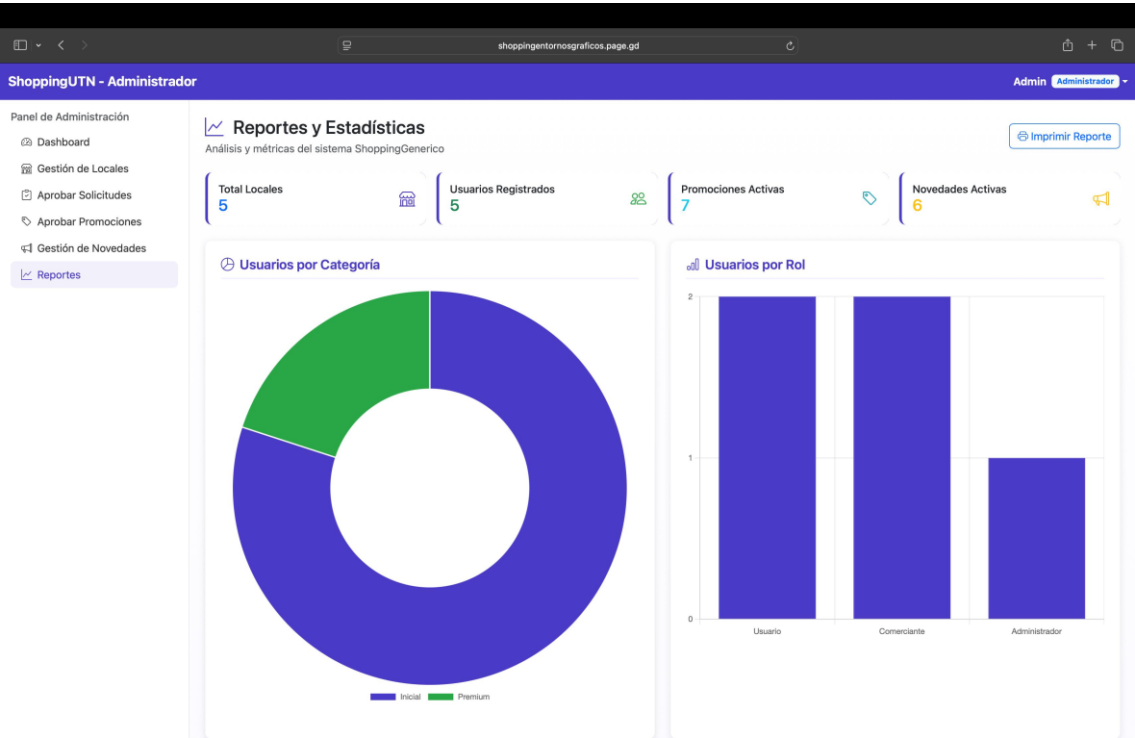 shoppingentornosgraficos.page.gd
ShoppingUTN - Administrador
Admin Administrador
Panel de Administración
Dashboard
Gestión de Locales
Aprobar Solicitudes
Aprobar Promociones
Gestión de Novedades
Reportes
Reportes y Estadísticas
Análisis y métricas del sistema ShoppingGenerico
Imprimir Reporte
Total Locales
5
Usuarios Registrados
5
Promociones Activas
7
Novedades Activas
6
Usuarios por Categoría
Inicial Premium
Usuarios por Rol
2
1
0
Usuario Comerciante Administrador